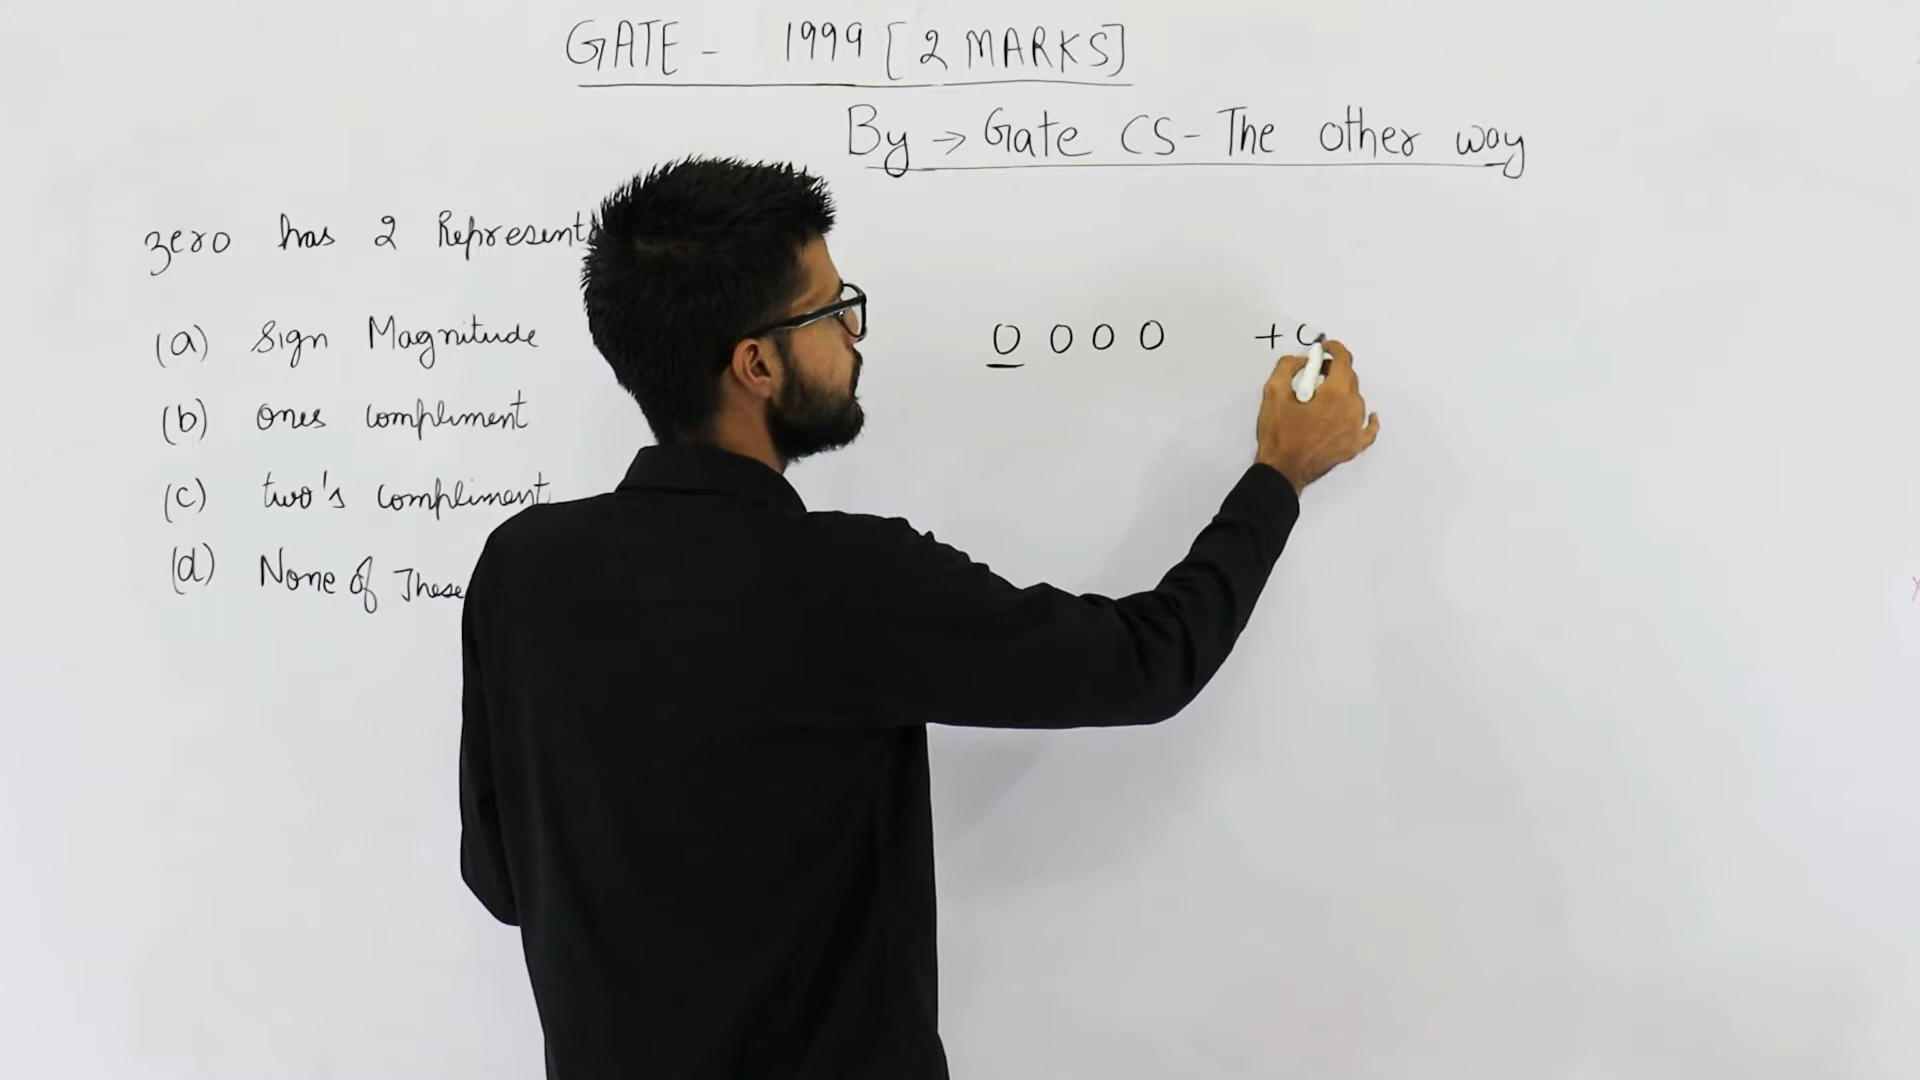 GATE - 1999 [2 MARKS]
By → Gate CS - The other way
zero has 2
(a) Sign Magnitude
(b) ones compliment
(c) two's compliment
(d) None of These
0 0 0 0 +